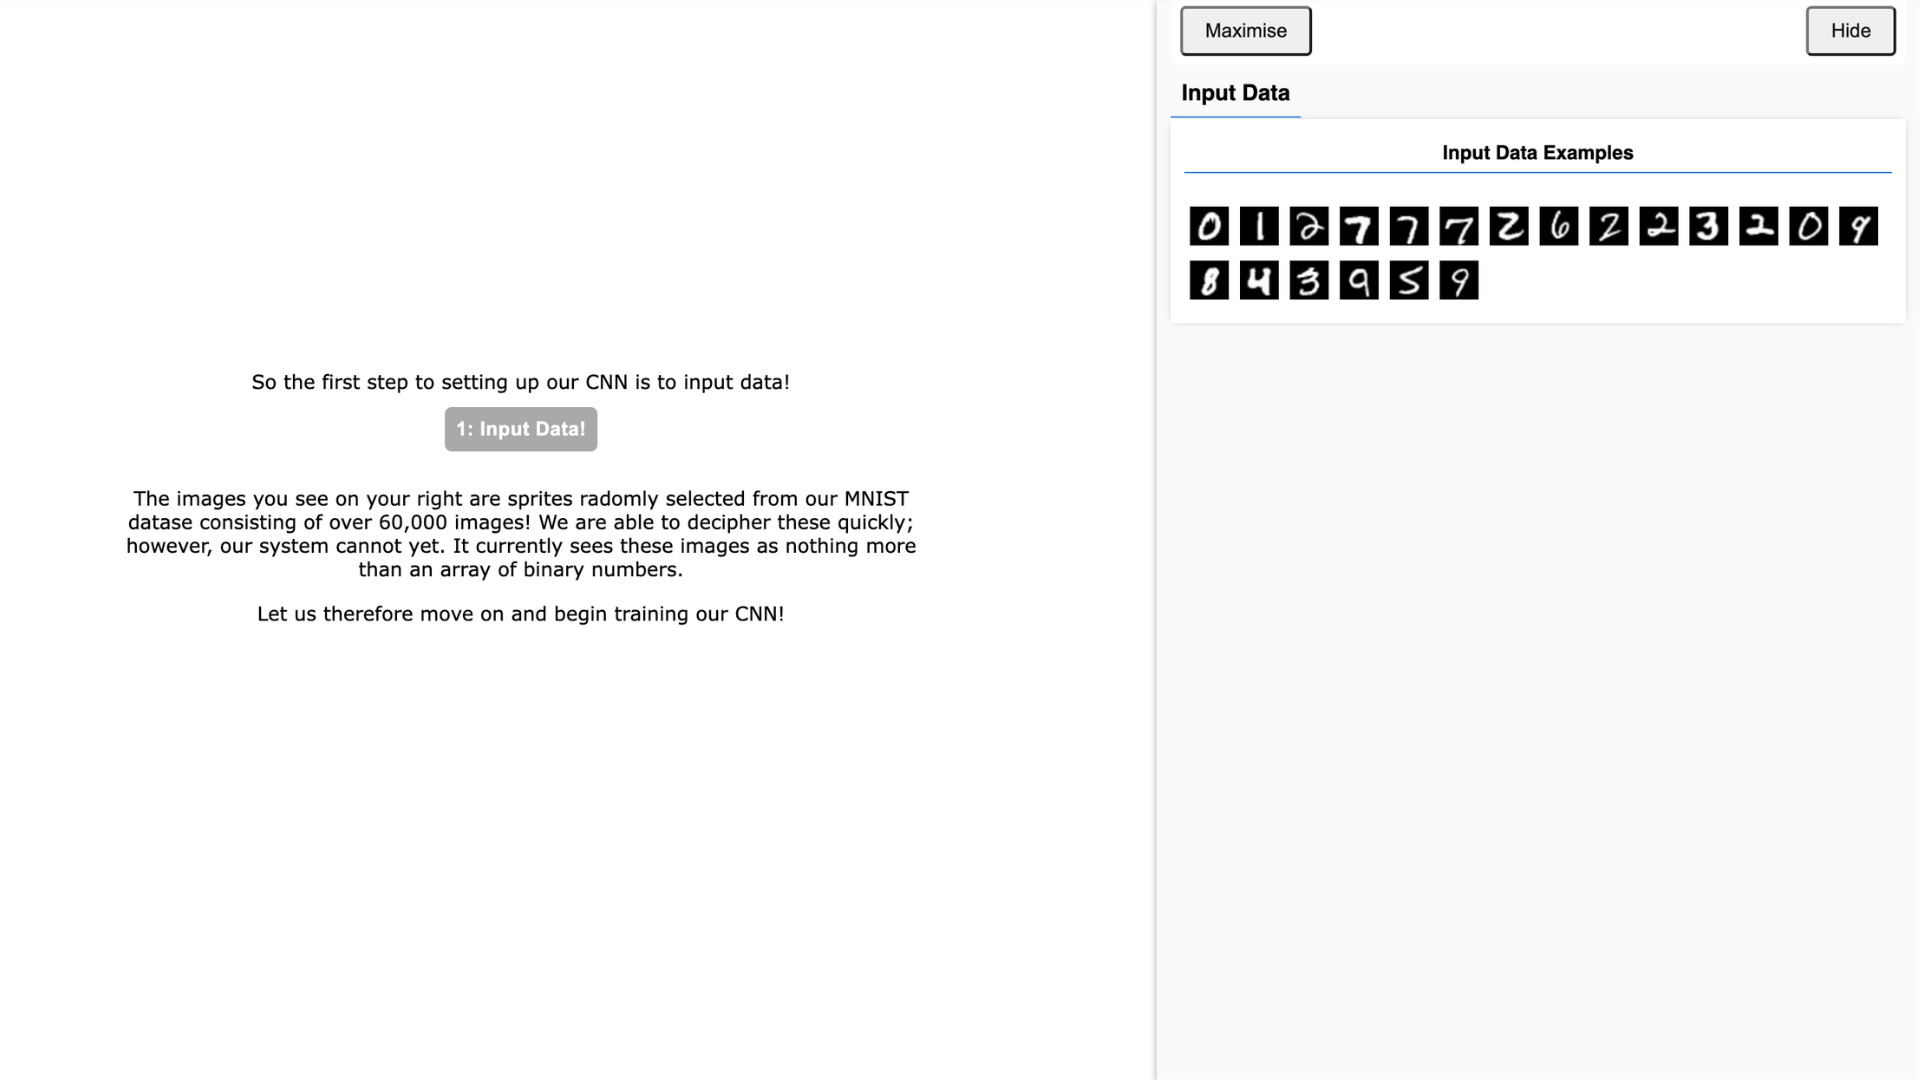 Maximise
Hide
Input Data
Input Data Examples
0 1 2 7 7 7 2 6 2 2 3 2 0 9
8 4 3 9 5 9
So the first step to setting up our CNN is to input data!
1: Input Data!
The images you see on your right are sprites radomly selected from our MNIST
datase consisting of over 60,000 images! We are able to decipher these quickly;
however, our system cannot yet. It currently sees these images as nothing more
than an array of binary numbers.
Let us therefore move on and begin training our CNN!